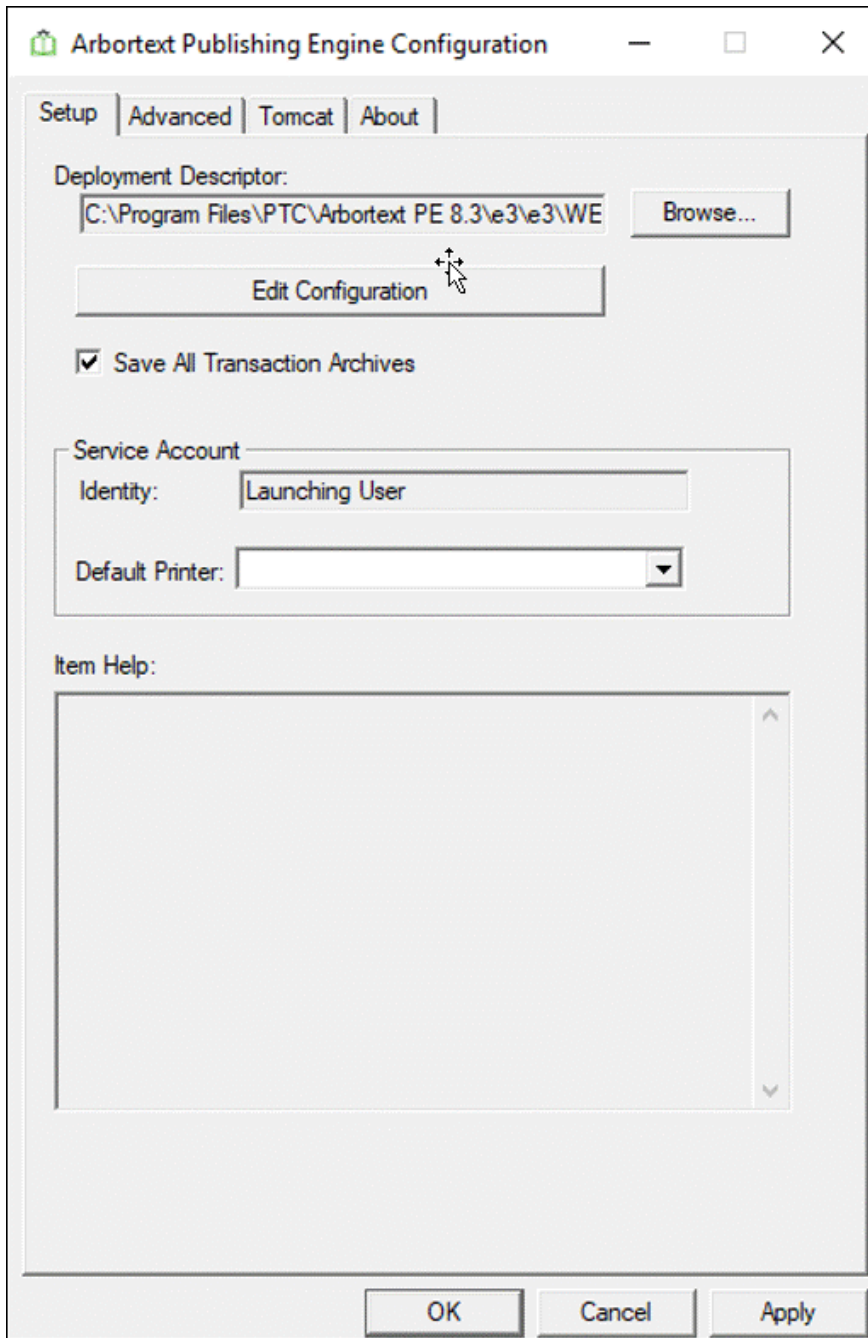 Arbortext Publishing Engine Configuration
Setup Advanced Tomcat About
Deployment Descriptor:
C:\Program Files\PTC\Arbortext PE 8.3\e3\e3\WE Browse...
Edit Configuration
Save All Transaction Archives
Service Account
Identity: Launching User
Default Printer:
Item Help:
OK Cancel Apply